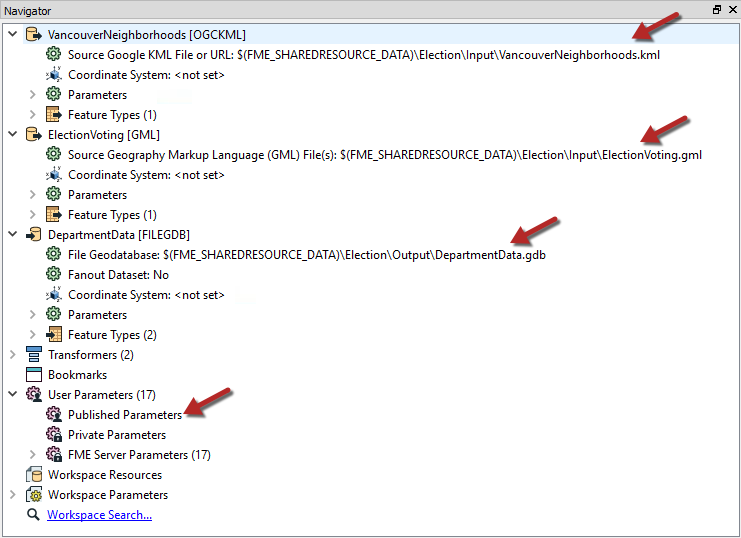 Navigator
VancouverNeighborhoods [OGCKML]
Source Google KML File or URL: $(FME_SHAREDRESOURCE_DATA)\Election\Input\VancouverNeighborhoods.kml
Coordinate System: <not set>
Parameters
Feature Types (1)
ElectionVoting [GML]
Source Geography Markup Language (GML) File(s): $(FME_SHAREDRESOURCE_DATA)\Election\Input\ElectionVoting.gml
Coordinate System: <not set>
Parameters
Feature Types (1)
DepartmentData [FILEGDB]
File Geodatabase: $(FME_SHAREDRESOURCE_DATA)\Election\Output\DepartmentData.gdb
Fanout Dataset: No
Coordinate System: <not set>
Parameters
Feature Types (2)
Transformers (2)
Bookmarks
User Parameters (17)
Published Parameters
Private Parameters
FME Server Parameters (17)
Workspace Resources
Workspace Parameters
Workspace Search...